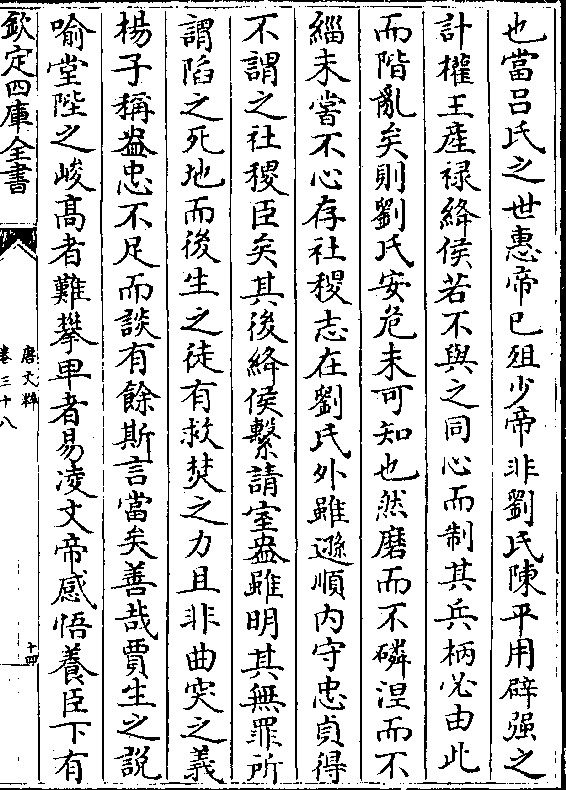 也當吕氏之世惠帝已殂少帝非劉氏陳平用辟强之
計權王産禄絳侯若不與之同心而制其兵柄必由此
而階亂矣則劉氏安危未可知也然磨而不磷涅而不
緇未嘗不心存社稷志在劉氏外雖遜順内守忠貞得
不謂之社稷臣矣其後絳侯繫請室盎雖明其無罪所
謂陷之死地而後生之徒有救焚之力且非曲突之義
楊子稱盎忠不足而談有餘斯言當矣善哉賈生之説
喻堂陛之峻髙者難攀卑者易凌文帝感悟養臣下有
欽定四庫全書
唐文粹
卷三十八
十四